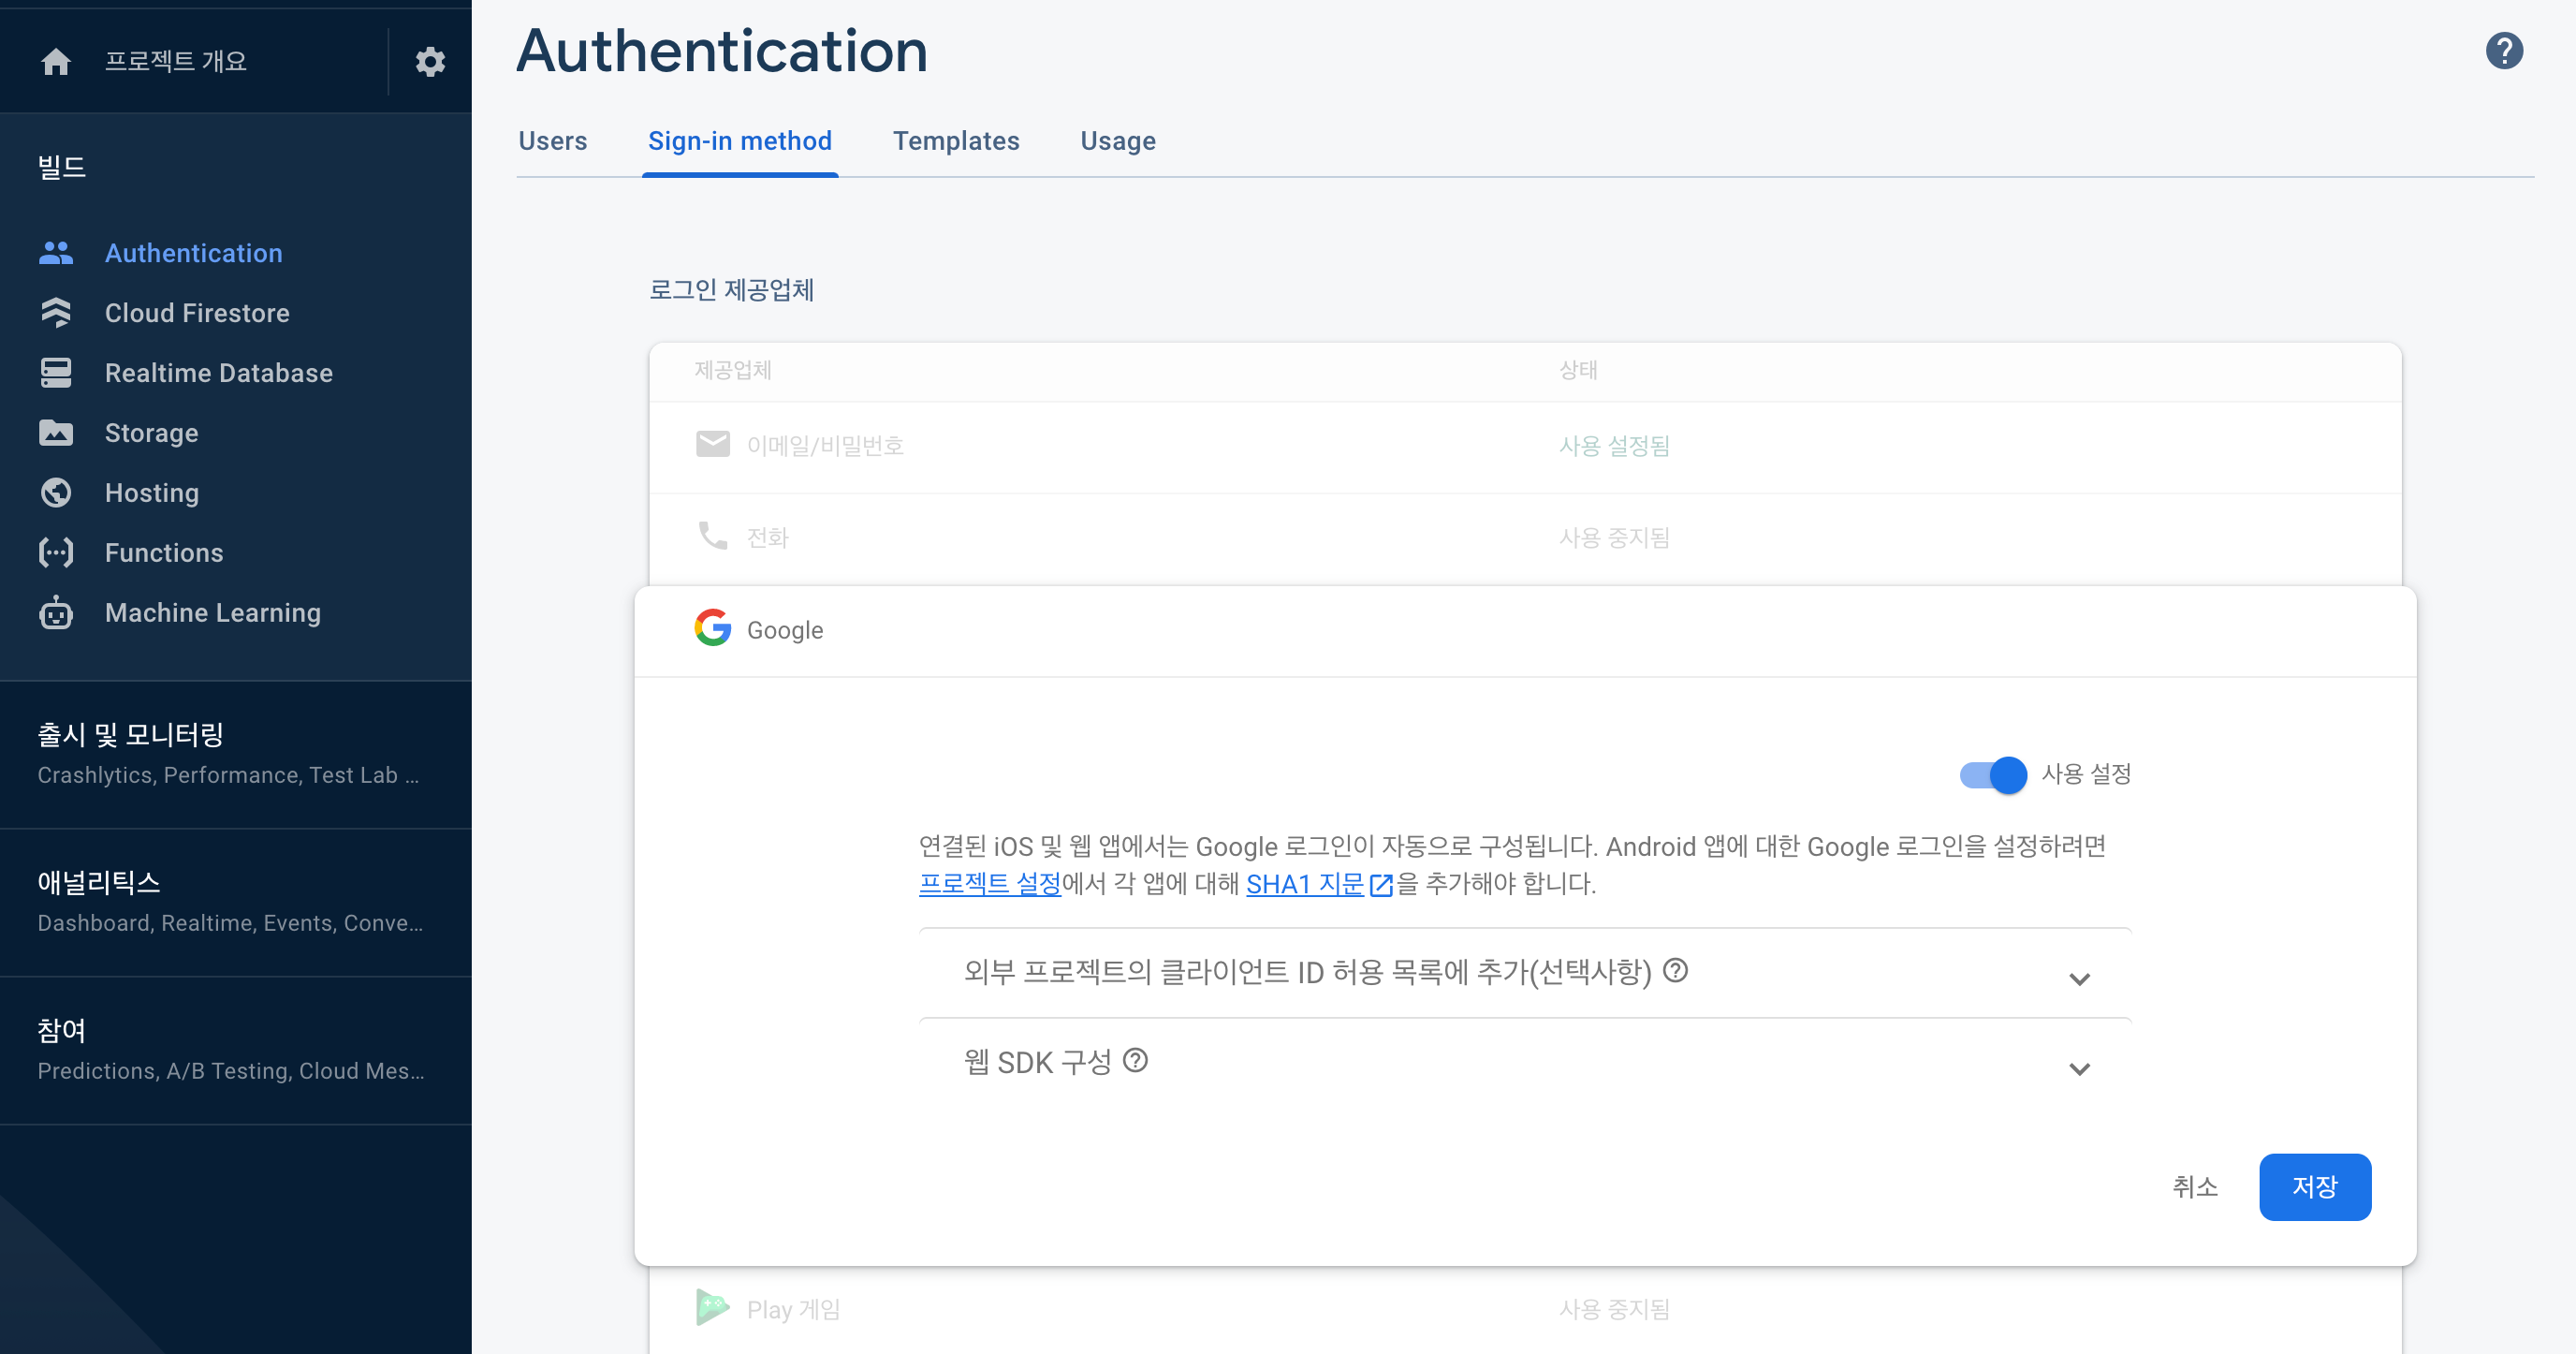 프로젝트 개요
빌드
Authentication
Cloud Firestore
Realtime Database
Storage
Hosting
Functions
Machine Learning
출시 및 모니터링
Crashlytics, Performance, Test Lab ...
애널리틱스
Dashboard, Realtime, Events, Conve...
참여
Predictions, A/B Testing, Cloud Mes...
Authentication
Users Sign-in method Templates Usage
로그인 제공업체
제공업체 상태
이메일/비밀번호 사용 설정됨
전화 사용 중지됨
Google
사용 설정
연결된 iOS 및 웹 앱에서는 Google 로그인이 자동으로 구성됩니다. Android 앱에 대한 Google 로그인을 설정하려면
프로젝트 설정에서 각 앱에 대해 SHA1 지문을 추가해야 합니다.
외부 프로젝트의 클라이언트 ID 허용 목록에 추가(선택사항)
웹 SDK 구성
취소 저장
Play 게임 사용 중지됨